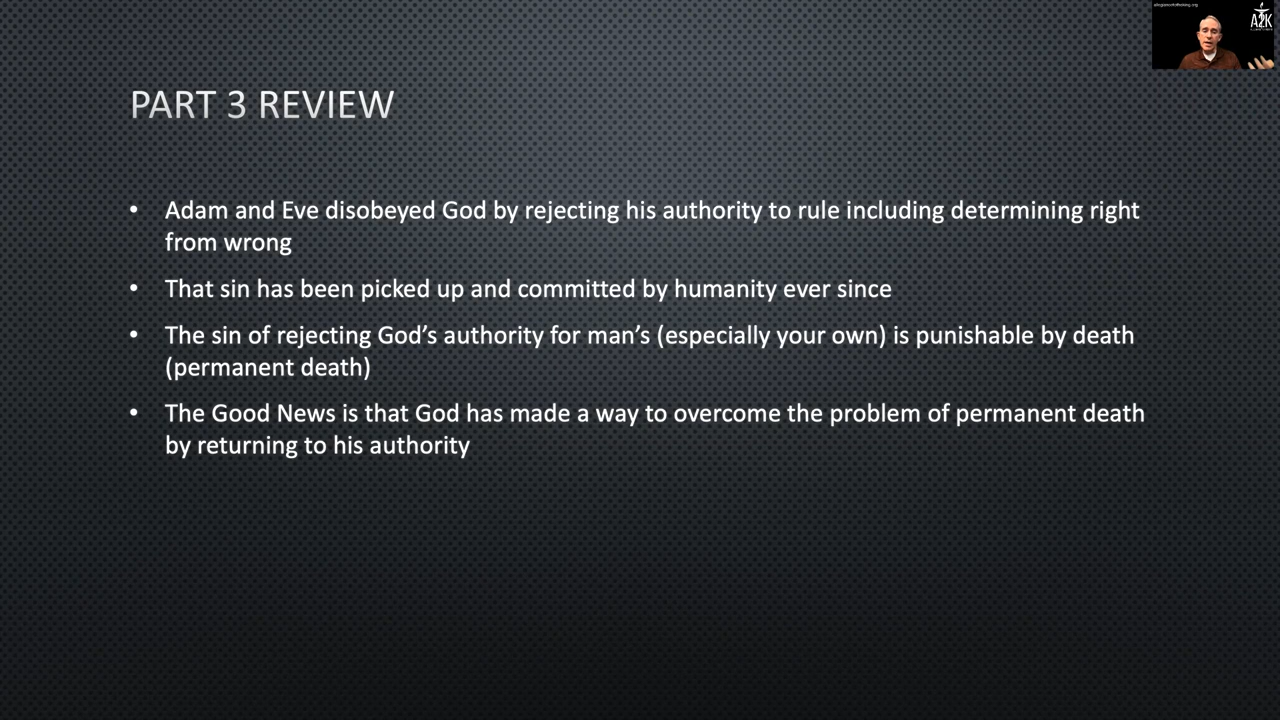 allegiancetotheking.org
A2K
PART 3 REVIEW
• Adam and Eve disobeyed God by rejecting his authority to rule including determining right
from wrong
• That sin has been picked up and committed by humanity ever since
• The sin of rejecting God’s authority for man’s (especially your own) is punishable by death
(permanent death)
• The Good News is that God has made a way to overcome the problem of permanent death
by returning to his authority